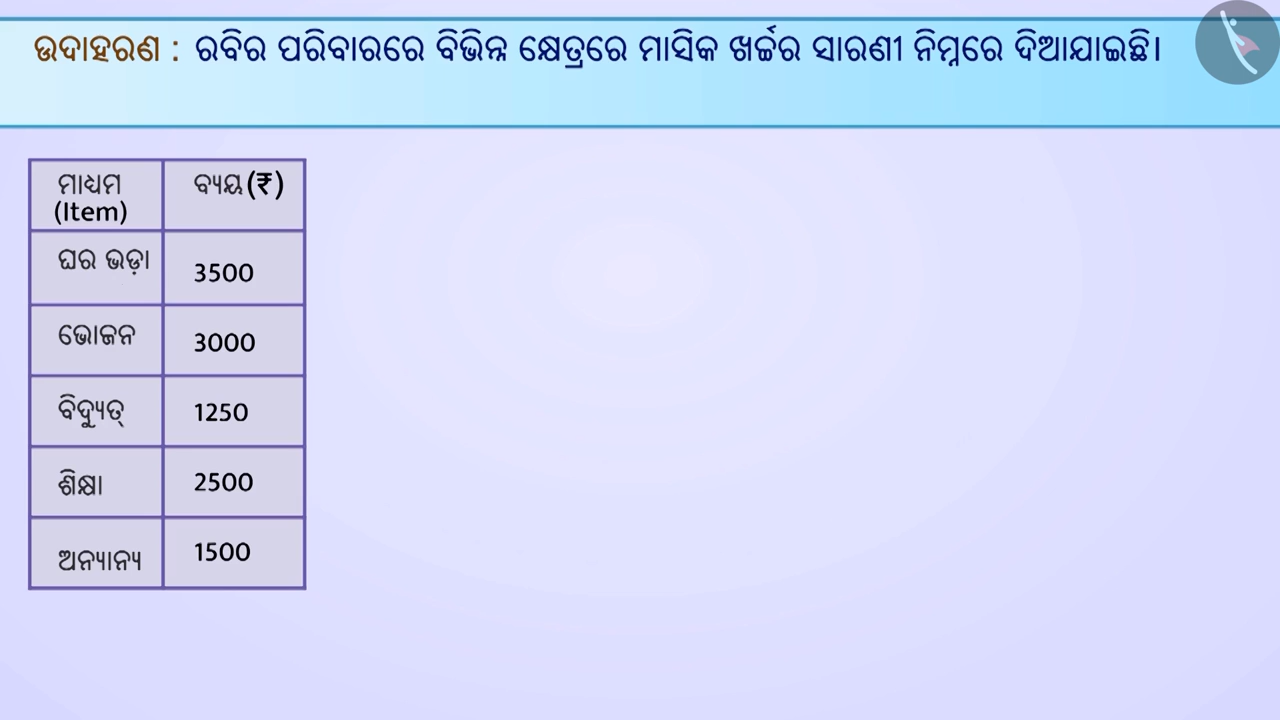 ଉଦାହରଣ : ରବିର ପରିବାରରେ ବିଭିନ୍ନ କ୍ଷେତ୍ରରେ ମାସିକ ଖର୍ଚ୍ଚର ସାରଣୀ ନିମ୍ନରେ ଦିଆଯାଇଛି।
ମାଧ୍ୟମ ବ୍ୟୟ(₹)
(Item)
ଘର ଭଡ଼ା 3500
ଭୋଜନ 3000
ବିଦ୍ୟୁତ୍ 1250
ଶିକ୍ଷା 2500
ଅନ୍ୟାନ୍ୟ 1500